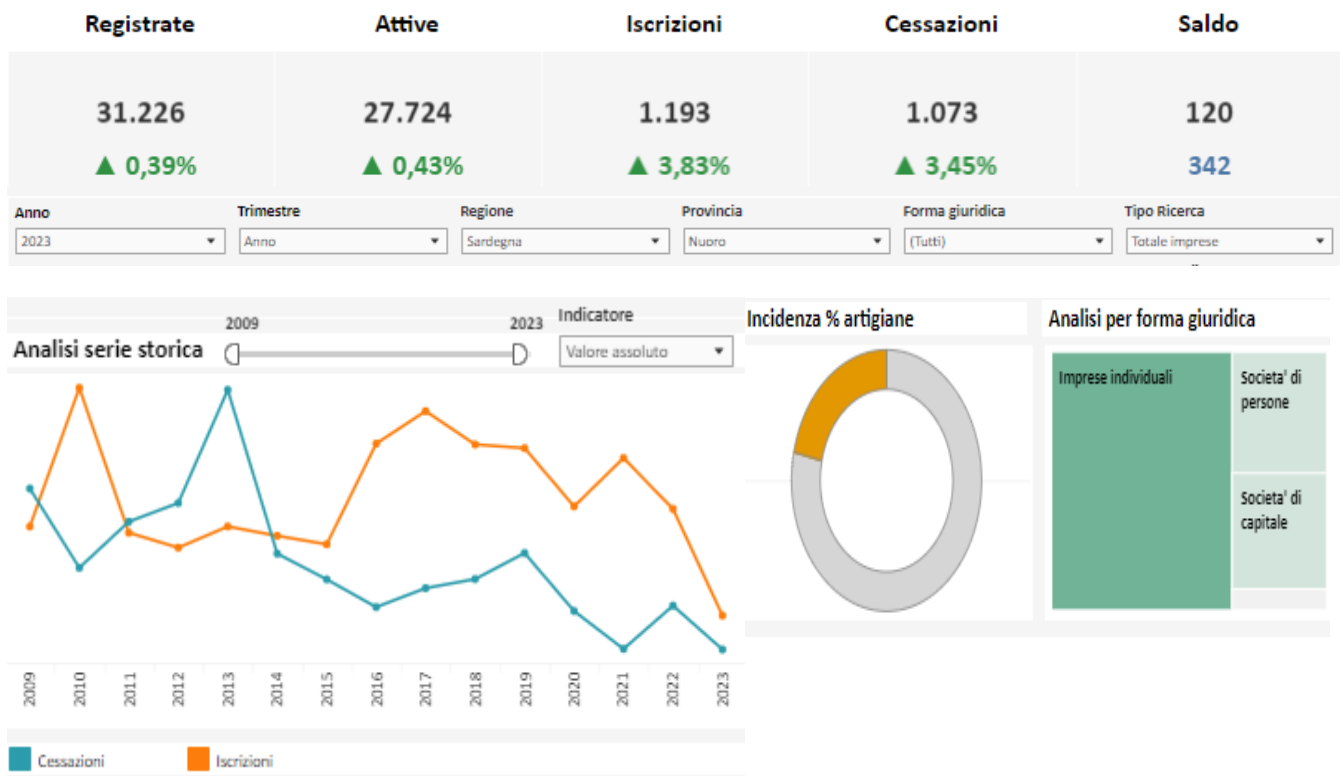 Registrate Attive Iscrizioni Cessazioni Saldo
31.226 27.724 1.193 1.073 120
▲ 0,39% ▲ 0,43% ▲ 3,83% ▲ 3,45% 342
Anno Trimestre Regione Provincia Forma giuridica Tipo Ricerca
2023 Anno Sardegna Nuoro (Tutti) Totale imprese
2009 2023 Indicatore
Analisi serie storica Valore assoluto
Incidenza % artigiane
Analisi per forma giuridica
Imprese individuali
Societa' di
persone
Societa' di
capitale
2009 2010 2011 2012 2013 2014 2015 2016 2017 2018 2019 2020 2021 2022 2023
Cessazioni Iscrizioni